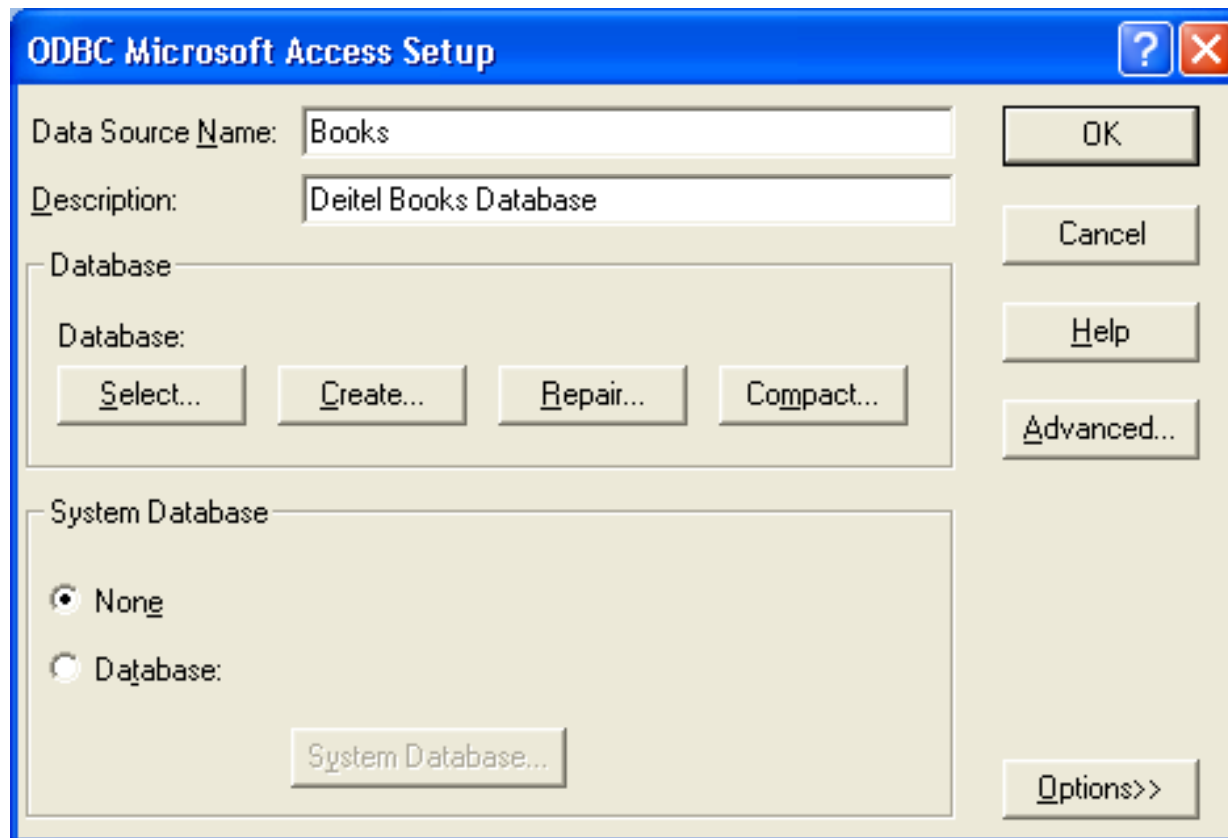 ODBC Microsoft Access Setup
Data Source Name: Books
OK
Description: Deitel Books Database
Cancel
Database
Database:
Select... Create... Repair... Compact...
Help
Advanced...
System Database
None
Database:
System Database...
Options>>